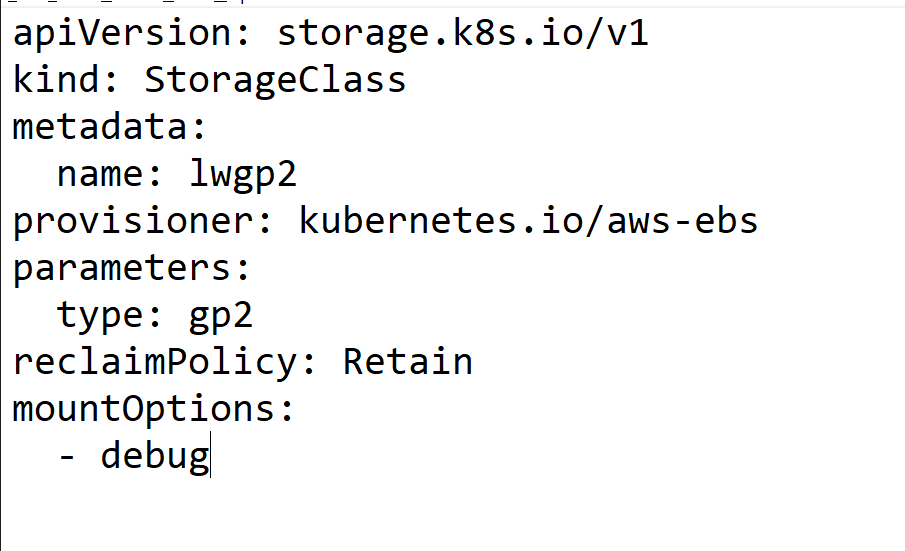 apiVersion: storage.k8s.io/v1
kind: StorageClass
metadata:
  name: lwgp2
provisioner: kubernetes.io/aws-ebs
parameters:
  type: gp2
reclaimPolicy: Retain
mountOptions:
  - debug